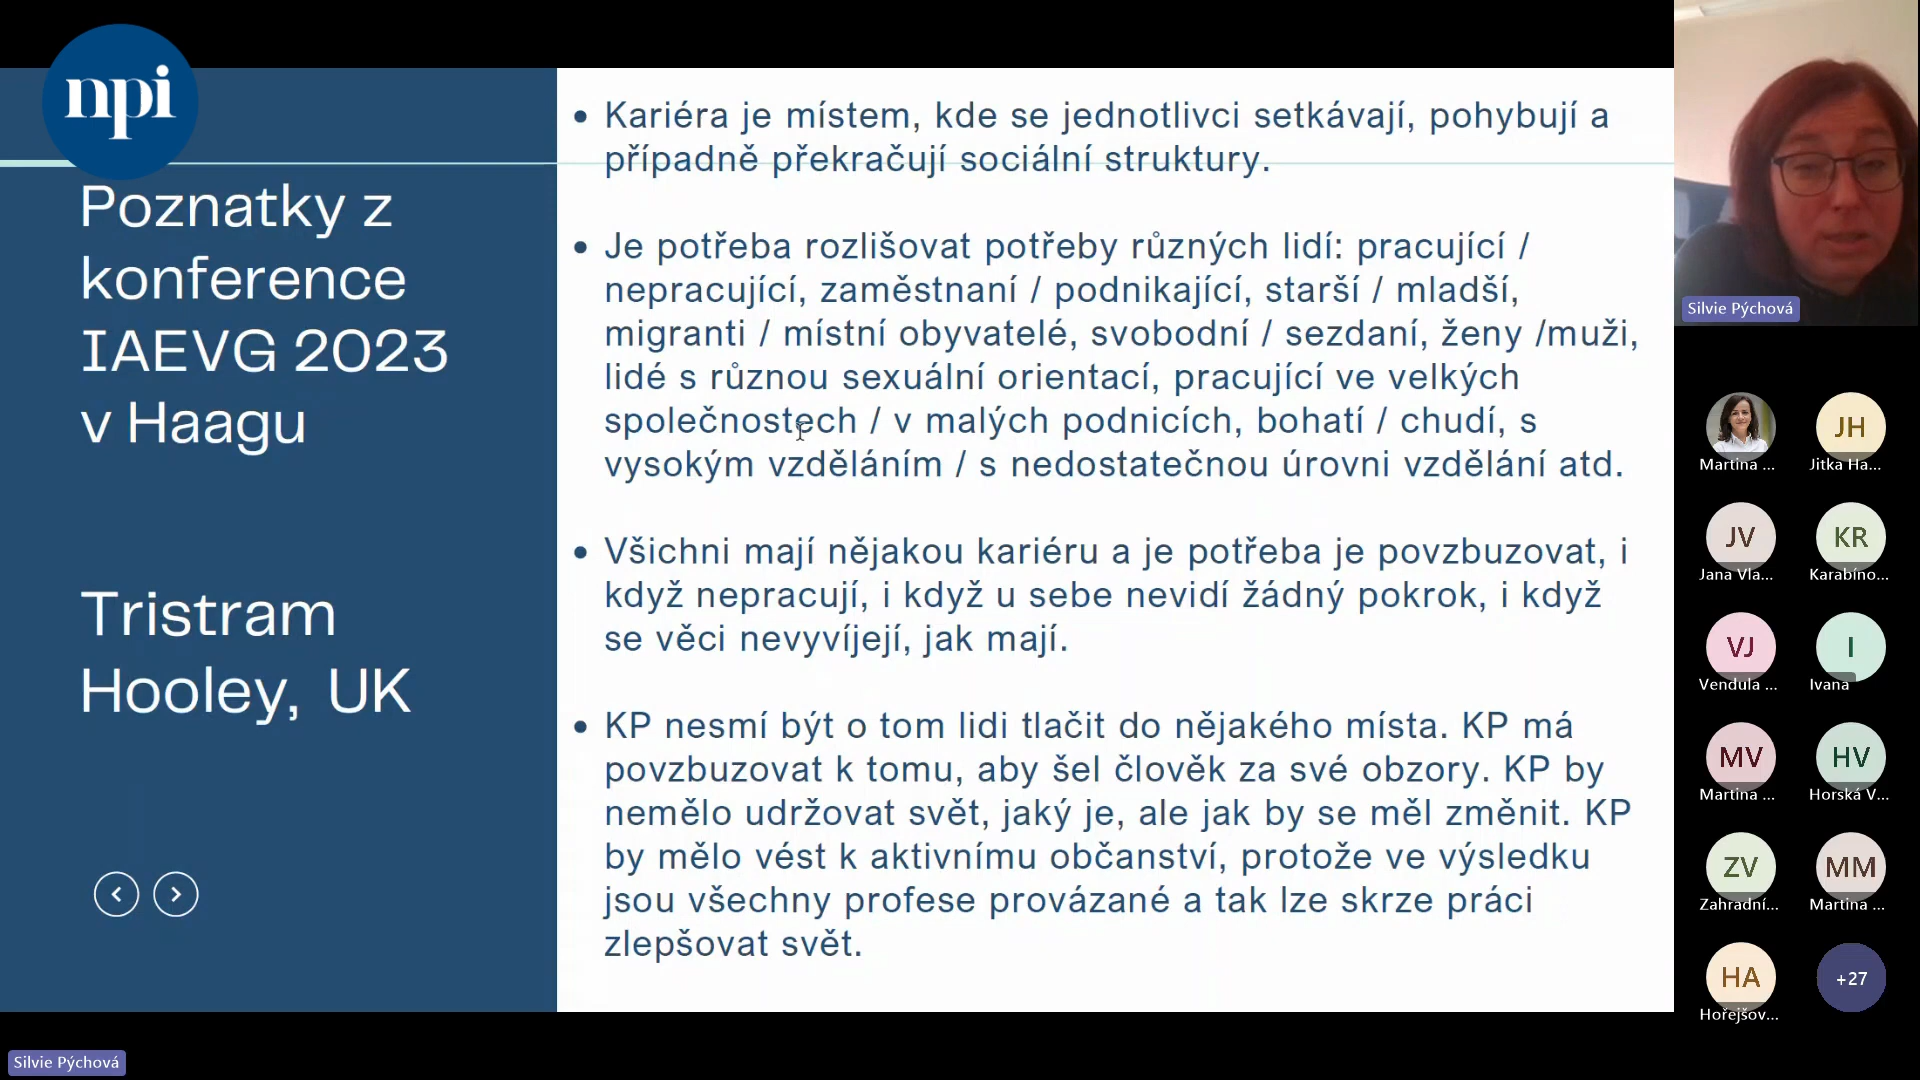 npi
Poznatky z
konference
IAEVG 2023
v Haagu
Tristram
Hooley, UK
• Kariéra je místem, kde se jednotlivci setkávají, pohybují a
případně překračují sociální struktury.
• Je potřeba rozlišovat potřeby různých lidí: pracující /
nepracující, zaměstnaní / podnikající, starší / mladší,
migranti / místní obyvatelé, svobodní / sezdaní, ženy /muži,
lidé s různou sexuální orientací, pracující ve velkých
společnostech / v malých podnicích, bohatí / chudí, s
vysokým vzděláním / s nedostatečnou úrovni vzdělání atd.
• Všichni mají nějakou kariéru a je potřeba je povzbuzovat, i
když nepracují, i když u sebe nevidí žádný pokrok, i když
se věci nevyvíjejí, jak mají.
• KP nesmí být o tom lidi tlačit do nějakého místa. KP má
povzbuzovat k tomu, aby šel člověk za své obzory. KP by
nemělo udržovat svět, jaký je, ale jak by se měl změnit. KP
by mělo vést k aktivnímu občanství, protože ve výsledku
jsou všechny profese provázané a tak lze skrze práci
zlepšovat svět.
Silvie Pýchová
Martina ...
JH
Jitka Ha...
JV
Jana Vla...
KR
Karabíno...
VJ
Vendula ...
I
Ivana
MV
Martina ...
HV
Horská V...
ZV
Zahradní...
MM
Martina ...
HA
Hořejšov...
+27
Silvie Pýchová